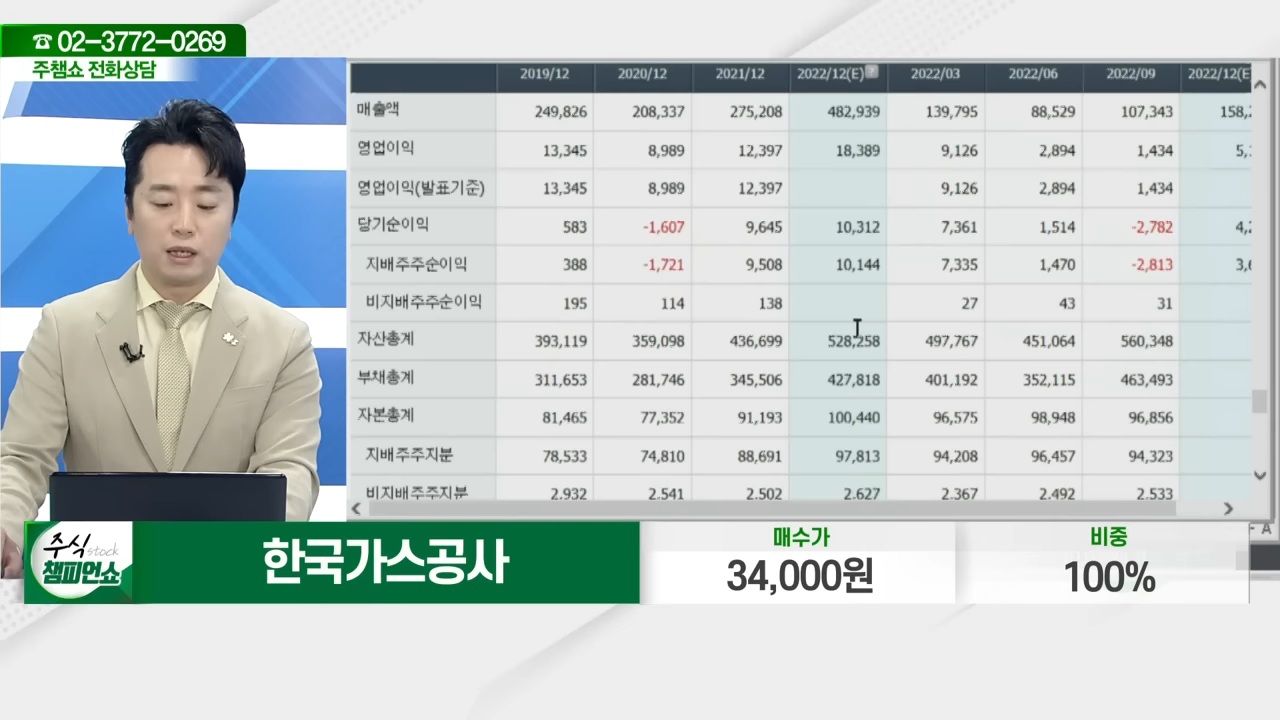 ☎ 02-3772-0269
주챔쇼 전화상담
2019/12 2020/12 2021/12 2022/12(E) 2022/03 2022/06 2022/09 2022/12(E
매출액 249,826 208,337 275,208 482,939 139,795 88,529 107,343 158,
영업이익 13,345 8,989 12,397 18,389 9,126 2,894 1,434 5,
영업이익(발표기준) 13,345 8,989 12,397 9,126 2,894 1,434
당기순이익 583 -1,607 9,645 10,312 7,361 1,514 -2,782 4,
지배주주순이익 388 -1,721 9,508 10,144 7,335 1,470 -2,813 3,
비지배주주순이익 195 114 138 27 43 31
자산총계 393,119 359,098 436,699 528,258 497,767 451,064 560,348
부채총계 311,653 281,746 345,506 427,818 401,192 352,115 463,493
자본총계 81,465 77,352 91,193 100,440 96,575 98,948 96,856
지배주주지분 78,533 74,810 88,691 97,813 94,208 96,457 94,323
비지배주주지분 2,932 2,541 2,502 2,627 2,367 2,492 2,533
주식 stock
챔피언쇼
한국가스공사
매수가
34,000원
비중
100%